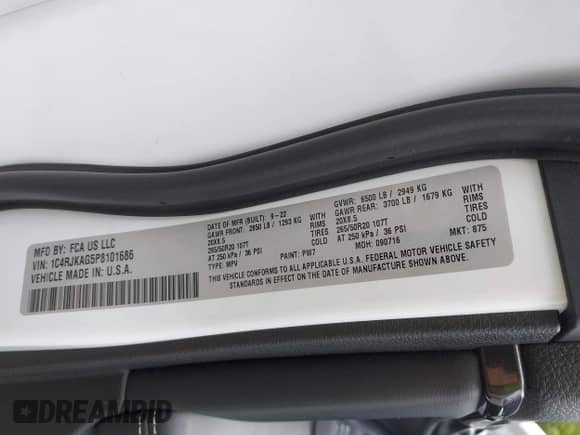 MFD BY: FCA US LLC
VIN: 1C4RJKAG5P8101686
VEHICLE MADE IN: U.S.A.
DATE OF MFR (BUILT): 9-22
GAWR FRONT: 2850 LB / 1293 KG WITH
20X8.5 RIMS
265/50R20 107T TIRES
AT 250 kPa / 36 PSI COLD
TYPE: MPV PAINT: PW7
GVWR: 6500 LB / 2949 KG
GAWR REAR: 3700 LB / 1679 KG WITH
20X8.5 RIMS
265/50R20 107T TIRES
AT 250 kPa / 36 PSI COLD
MDH: 090716 MKT: 875
THIS VEHICLE CONFORMS TO ALL APPLICABLE U.S.A. FEDERAL MOTOR VEHICLE SAFETY
STANDARDS IN EFFECT ON THE DATE OF MANUFACTURE SHOWN ABOVE.
DREAMBID